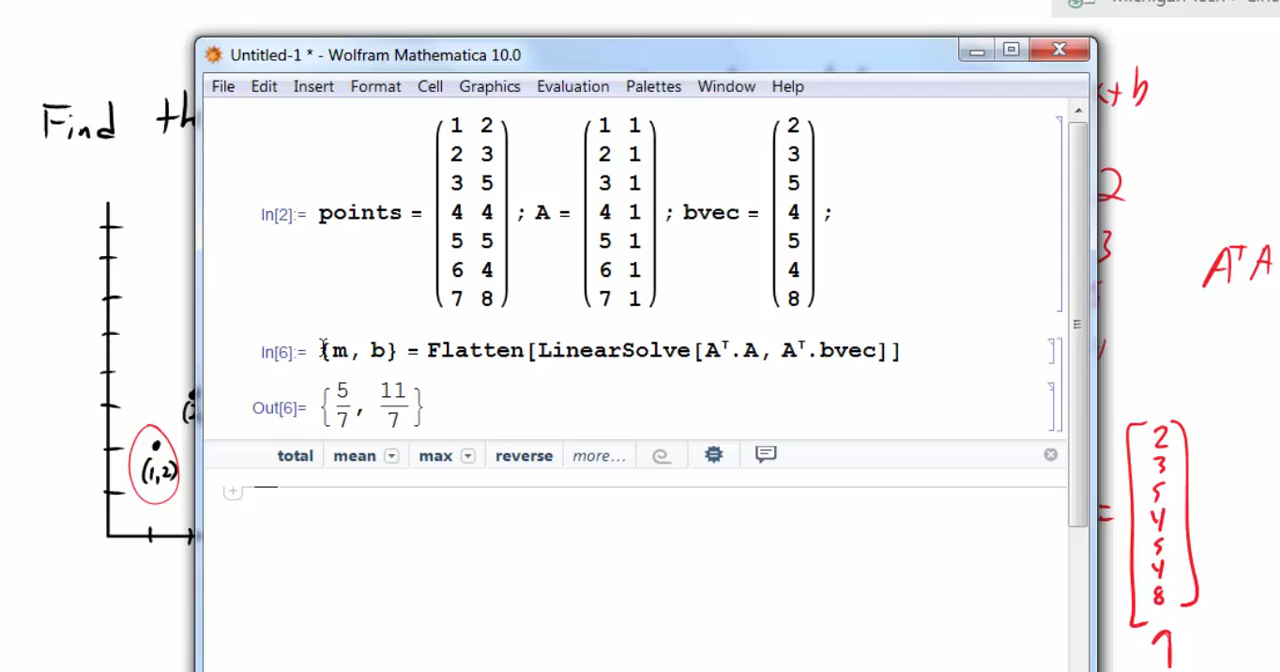 Untitled-1 * - Wolfram Mathematica 10.0
File Edit Insert Format Cell Graphics Evaluation Palettes Window Help
x+b
Find th
In[2]:= points = ( 1 2
2 3
3 5
4 4
5 5
6 4
7 8 ) ; A = ( 1 1
2 1
3 1
4 1
5 1
6 1
7 1 ) ; bvec = ( 2
3
5
4
5
4
8 ) ;
2
3
AᵀA
In[6]:= {m, b} = Flatten[LinearSolve[Aᵀ.A, Aᵀ.bvec]]
Out[6]= {5/7, 11/7}
total mean max reverse more...
(1,2)
= [ 2
3
5
4
5
4
8 ]